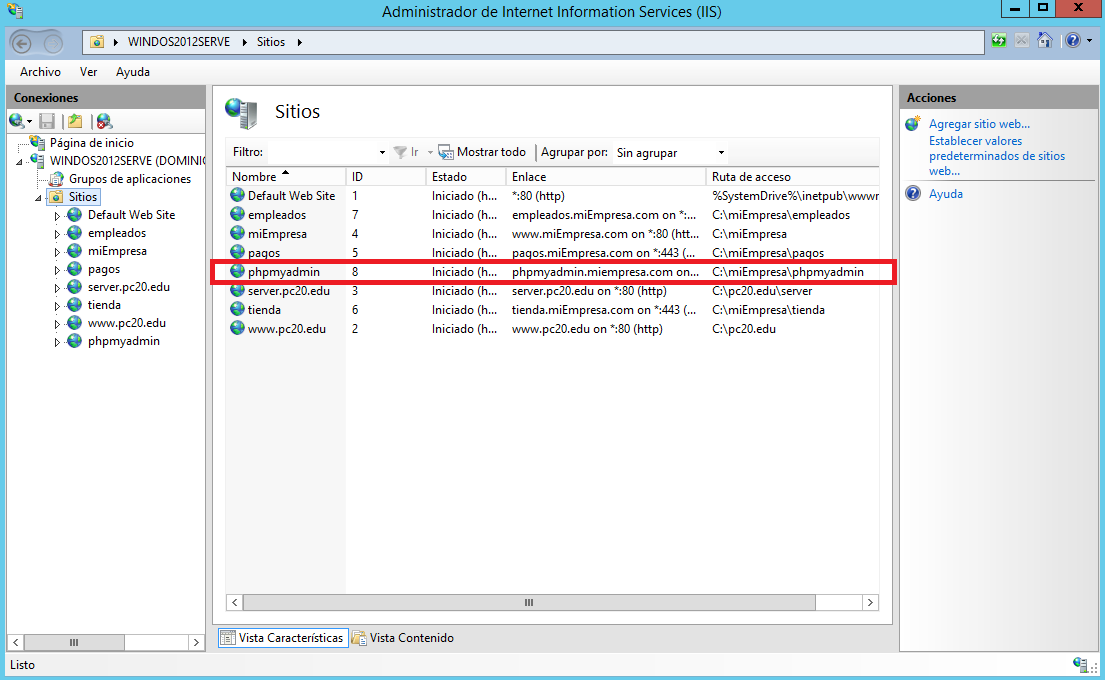 Administrador de Internet Information Services (IIS)
WINDOS2012SERVE Sitios
Archivo Ver Ayuda
Conexiones
Página de inicio
WINDOS2012SERVE (DOMINIO
Grupos de aplicaciones
Sitios
Default Web Site
empleados
miEmpresa
pagos
server.pc20.edu
tienda
www.pc20.edu
phpmyadmin
Sitios
Filtro: Ir Mostrar todo Agrupar por: Sin agrupar
Nombre ID Estado Enlace Ruta de acceso
Default Web Site 1 Iniciado (h... *:80 (http) %SystemDrive%\inetpub\wwwr
empleados 7 Iniciado (h... empleados.miEmpresa.com on *:... C:\miEmpresa\empleados
miEmpresa 4 Iniciado (h... www.miEmpresa.com on *:80 (htt... C:\miEmpresa
pagos 5 Iniciado (h... pagos.miEmpresa.com on *:443 (... C:\miEmpresa\pagos
phpmyadmin 8 Iniciado (h... phpmyadmin.miempresa.com on... C:\miEmpresa\phpmyadmin
server.pc20.edu 3 Iniciado (h... server.pc20.edu on *:80 (http) C:\pc20.edu\server
tienda 6 Iniciado (h... tienda.miEmpresa.com on *:443 (... C:\miEmpresa\tienda
www.pc20.edu 2 Iniciado (h... www.pc20.edu on *:80 (http) C:\pc20.edu
Vista Características Vista Contenido
Acciones
Agregar sitio web...
Establecer valores
predeterminados de sitios
web...
Ayuda
Listo